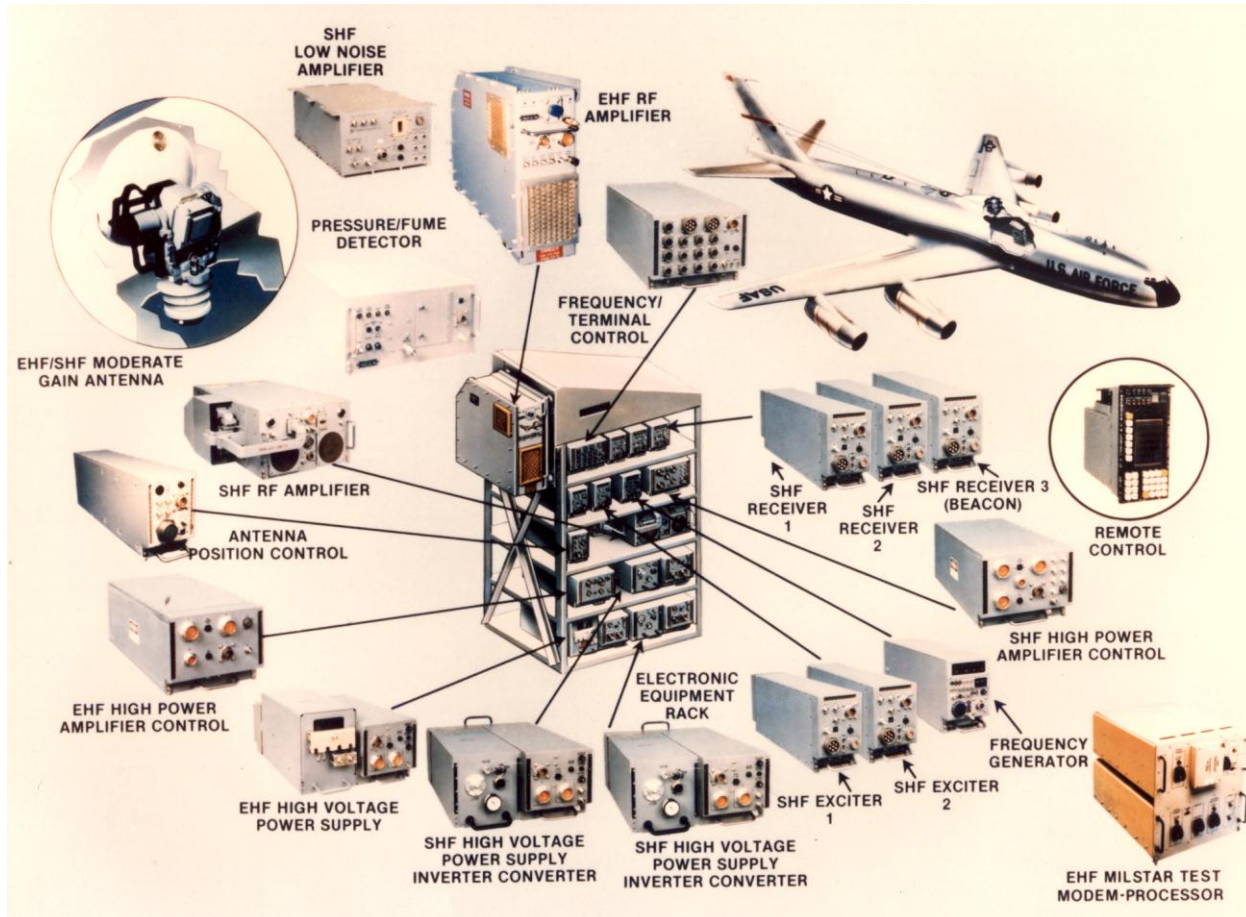 SHF
LOW NOISE
AMPLIFIER
EHF RF
AMPLIFIER
PRESSURE/FUME
DETECTOR
FREQUENCY/
TERMINAL
CONTROL
U.S. AIR FORCE
USAF
EHF/SHF MODERATE
GAIN ANTENNA
SHF RF AMPLIFIER
SHF
RECEIVER
1
SHF
RECEIVER
2
SHF RECEIVER 3
(BEACON)
REMOTE
CONTROL
ANTENNA
POSITION CONTROL
SHF HIGH POWER
AMPLIFIER CONTROL
EHF HIGH POWER
AMPLIFIER CONTROL
ELECTRONIC
EQUIPMENT
RACK
FREQUENCY
GENERATOR
EHF HIGH VOLTAGE
POWER SUPPLY
SHF EXCITER
1
SHF EXCITER
2
SHF HIGH VOLTAGE
POWER SUPPLY
INVERTER CONVERTER
SHF HIGH VOLTAGE
POWER SUPPLY
INVERTER CONVERTER
EHF MILSTAR TEST
MODEM-PROCESSOR